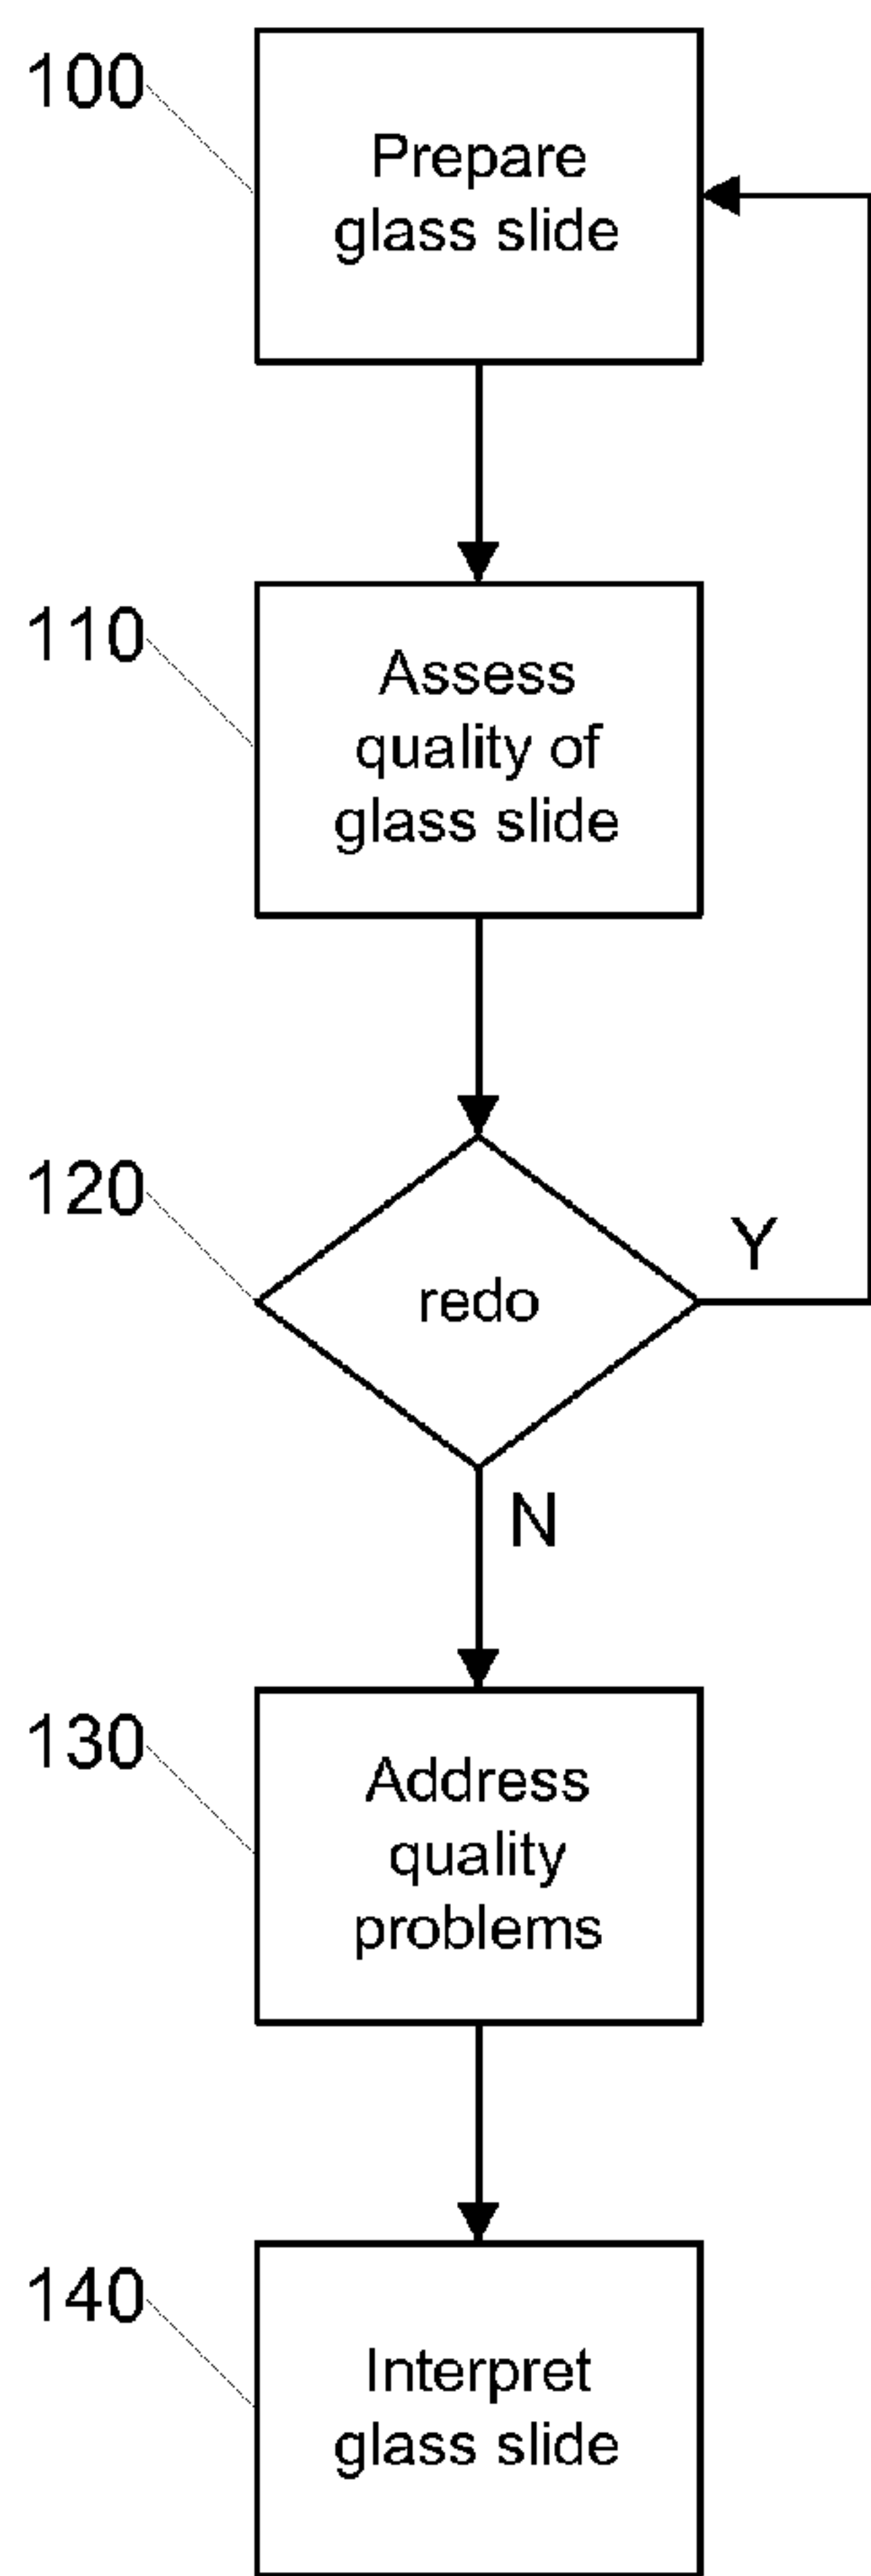 100
Prepare
glass slide
110
Assess
quality of
glass slide
120
redo
Y
N
130
Address
quality
problems
140
Interpret
glass slide